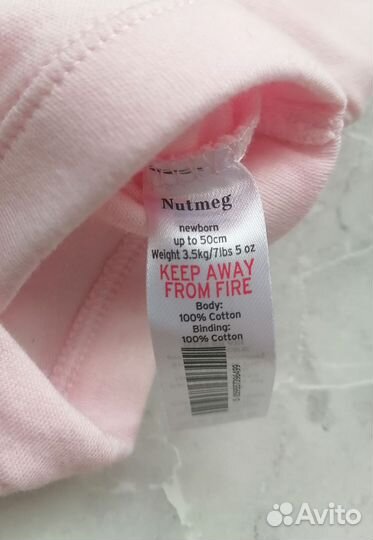 Nutmeg
newborn
up to 50cm
Weight 3.5kg/7lbs 5 oz
KEEP AWAY
FROM FIRE
Body:
100% Cotton
Binding:
100% Cotton
Avito